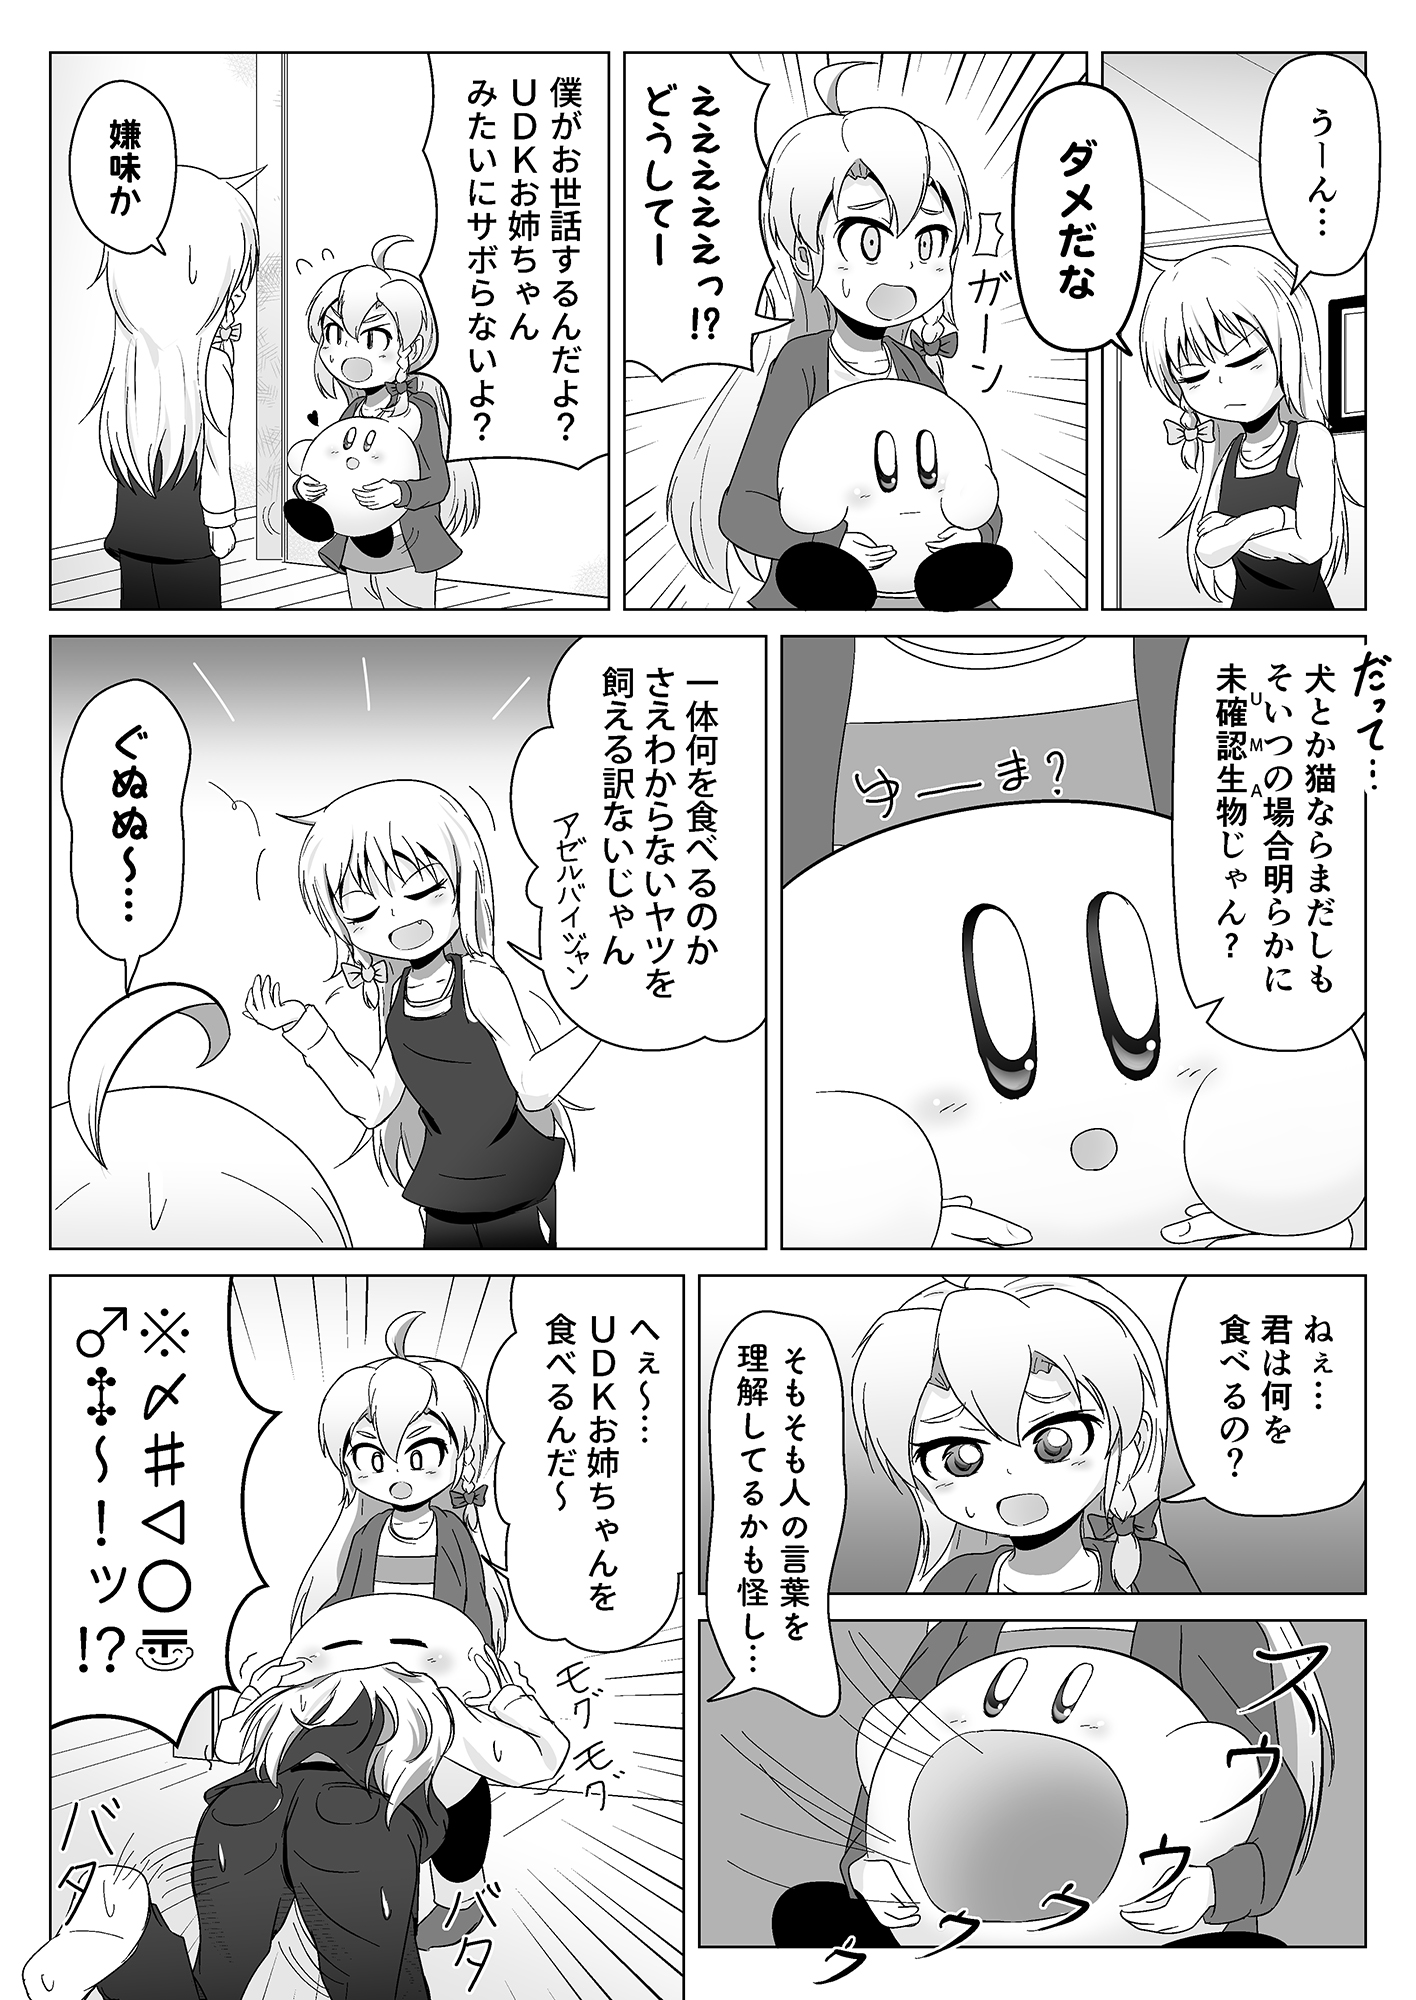 うーん…
ダメだな
ガーン
えええええっ!?
どうしてー
僕がお世話するんだよ?
UDKお姉ちゃん
みたいにサボらないよ?
嫌味か
だって…
犬とか猫ならまだしも
そいつの場合明らかに
未確認生物じゃん?
UMA
ゆーま?
一体何を食べるのか
さえわからないヤツを
飼える訳ないじゃん
アゼルバイジャン
ぐぬぬ〜…
ねぇ…
君は何を
食べるの?
そもそも人の言葉を
理解してるかも怪し…
スゥゥゥゥゥ
へぇ〜…
UDKお姉ちゃんを
食べるんだ〜
モグモグ
バタバタ
※〆#◁○
♂‡〜!ッ!?